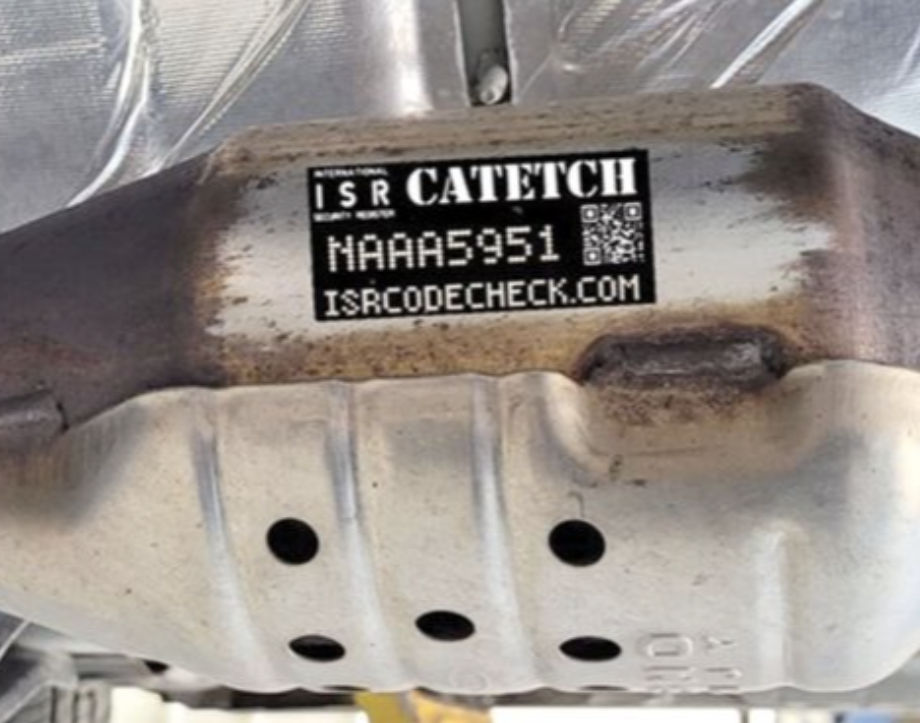 INTERNATIONAL
ISR CATETCH
SECURITY REGISTER
NAAA5951
ISRCODECHECK.COM